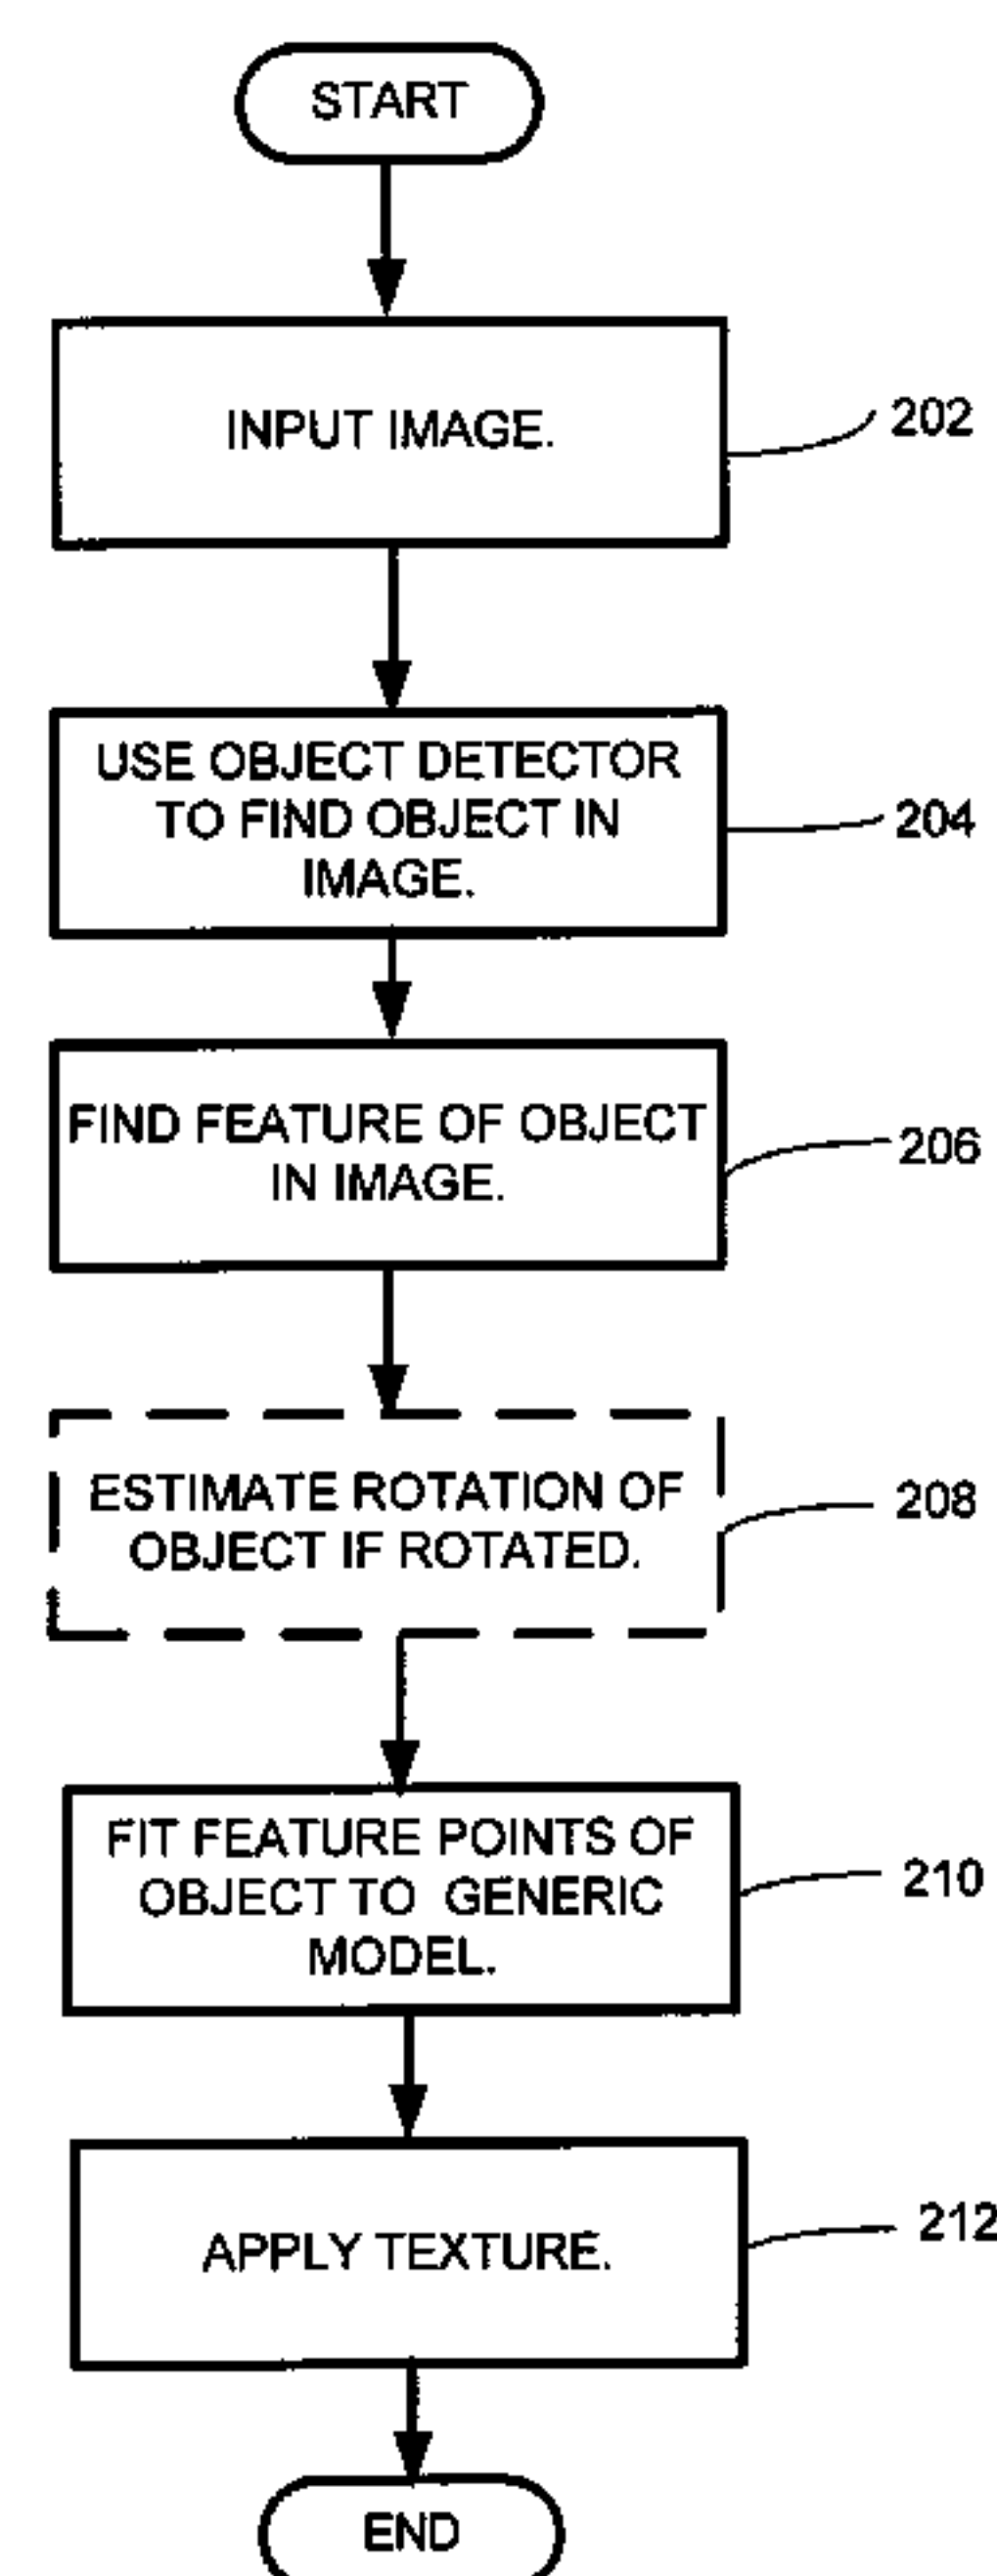 START
INPUT IMAGE.
202
USE OBJECT DETECTOR
TO FIND OBJECT IN
IMAGE.
204
FIND FEATURE OF OBJECT
IN IMAGE.
206
ESTIMATE ROTATION OF
OBJECT IF ROTATED.
208
FIT FEATURE POINTS OF
OBJECT TO GENERIC
MODEL.
210
APPLY TEXTURE.
212
END